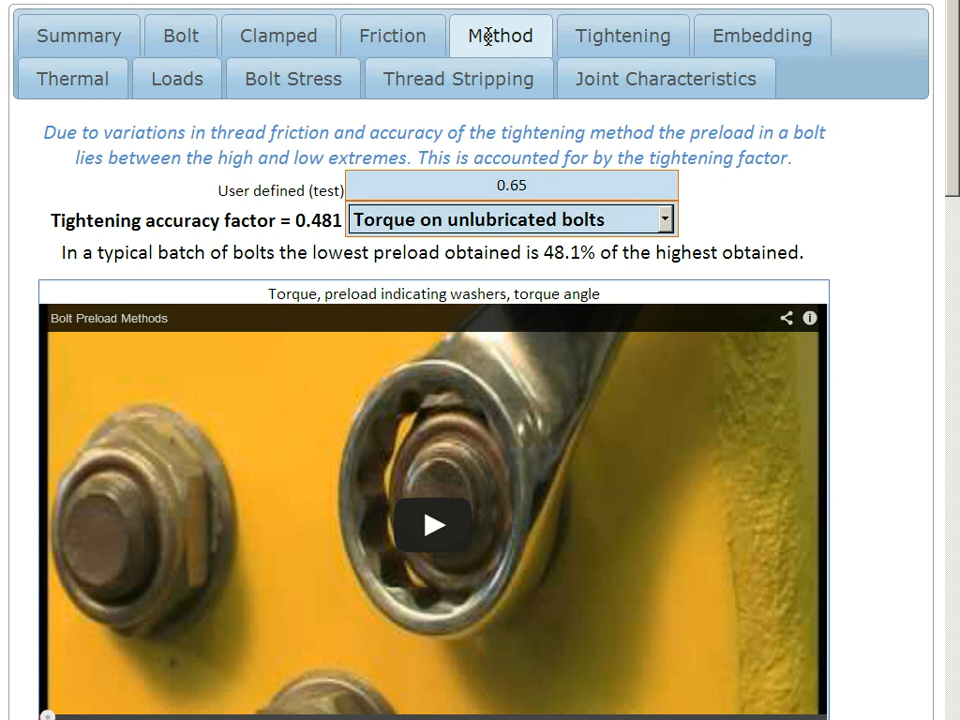 Summary Bolt Clamped Friction Method Tightening Embedding
Thermal Loads Bolt Stress Thread Stripping Joint Characteristics
Due to variations in thread friction and accuracy of the tightening method the preload in a bolt
lies between the high and low extremes. This is accounted for by the tightening factor.
User defined (test) 0.65
Tightening accuracy factor = 0.481 Torque on unlubricated bolts
In a typical batch of bolts the lowest preload obtained is 48.1% of the highest obtained.
Torque, preload indicating washers, torque angle
Bolt Preload Methods